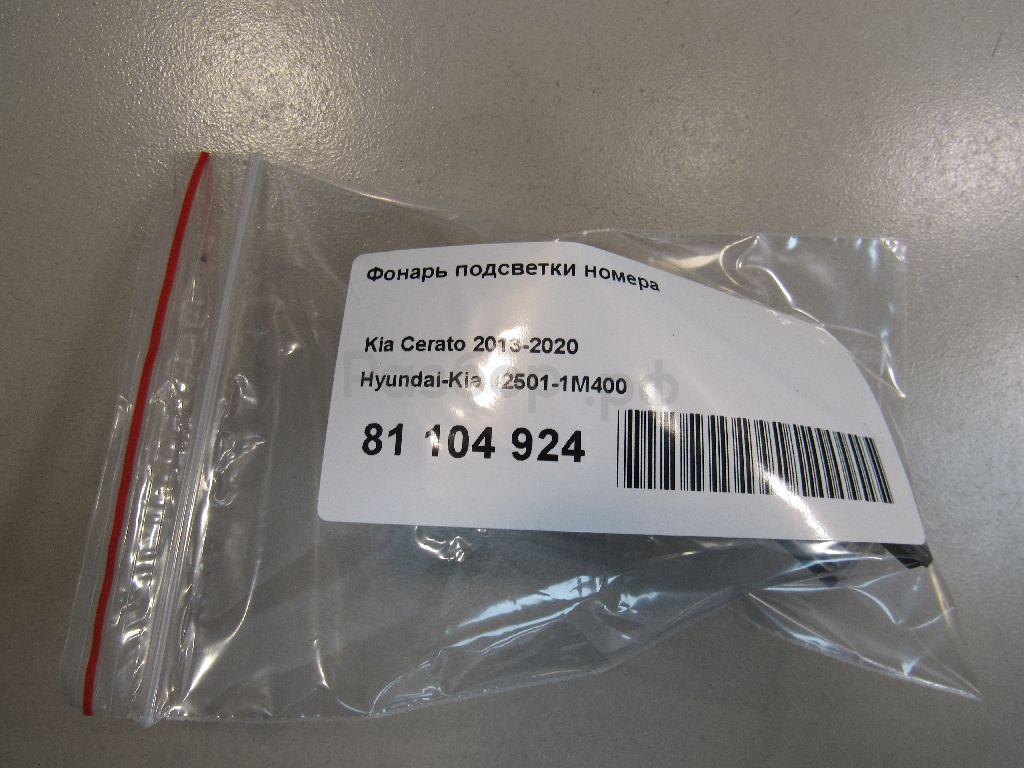 Фонарь подсветки номера
Kia Cerato 2013-2020
Hyundai-Kia 2501-1M400
81 104 924